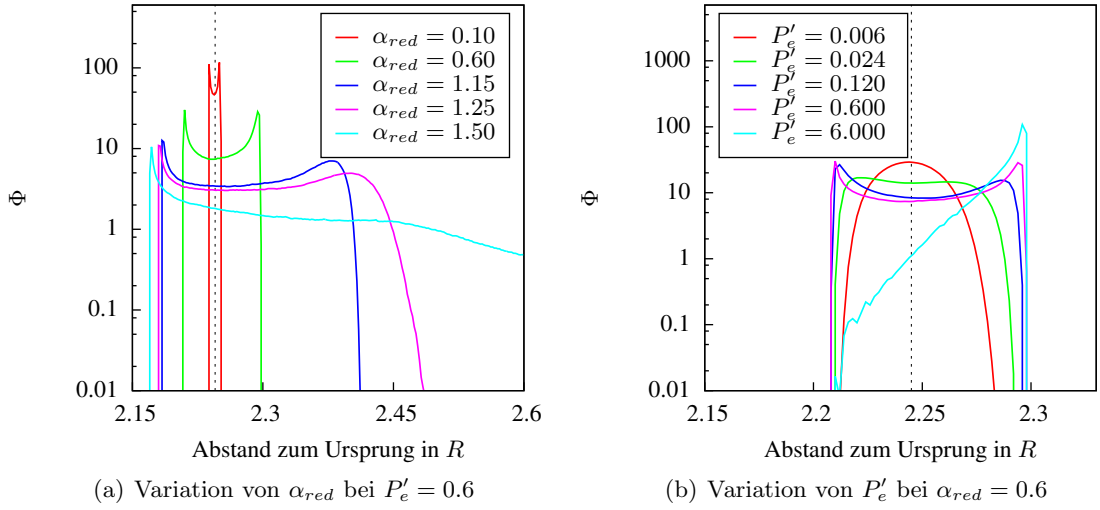 100
10
1
0.1
0.01
Φ
2.15 2.3 2.45 2.6
Abstand zum Ursprung in R
α_red = 0.10
α_red = 0.60
α_red = 1.15
α_red = 1.25
α_red = 1.50
(a) Variation von α_red bei P′_e = 0.6
1000
100
10
1
0.1
0.01
Φ
2.15 2.2 2.25 2.3
Abstand zum Ursprung in R
P′_e = 0.006
P′_e = 0.024
P′_e = 0.120
P′_e = 0.600
P′_e = 6.000
(b) Variation von P′_e bei α_red = 0.6